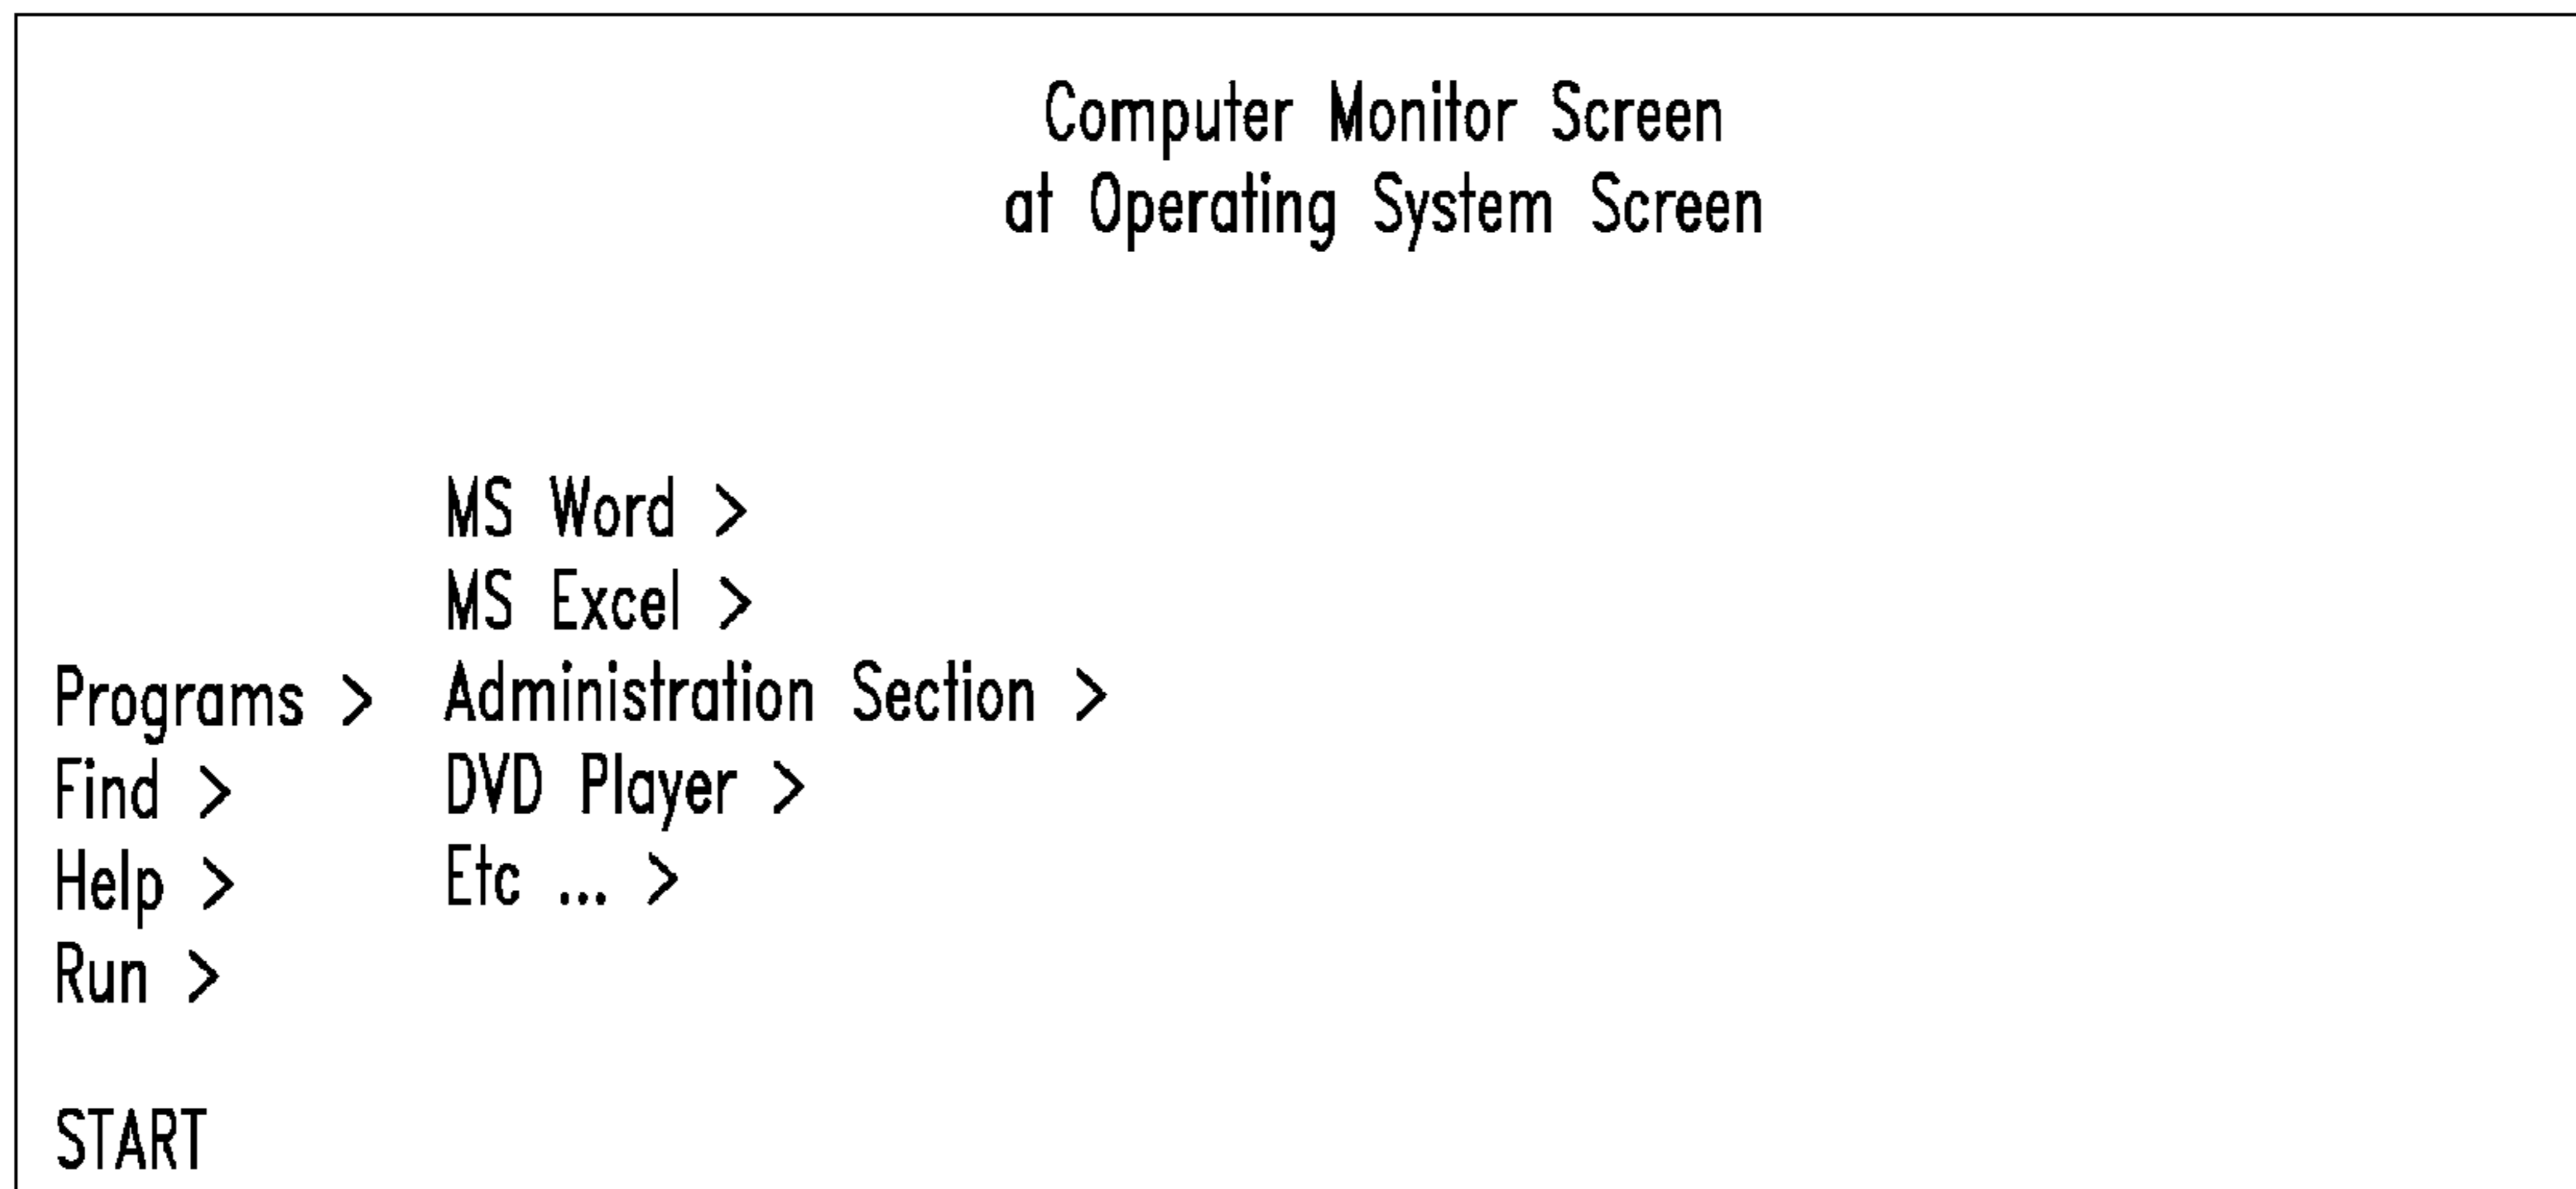 Computer Monitor Screen
at Operating System Screen
MS Word >
MS Excel >
Programs > Administration Section >
Find > DVD Player >
Help > Etc ... >
Run >
START